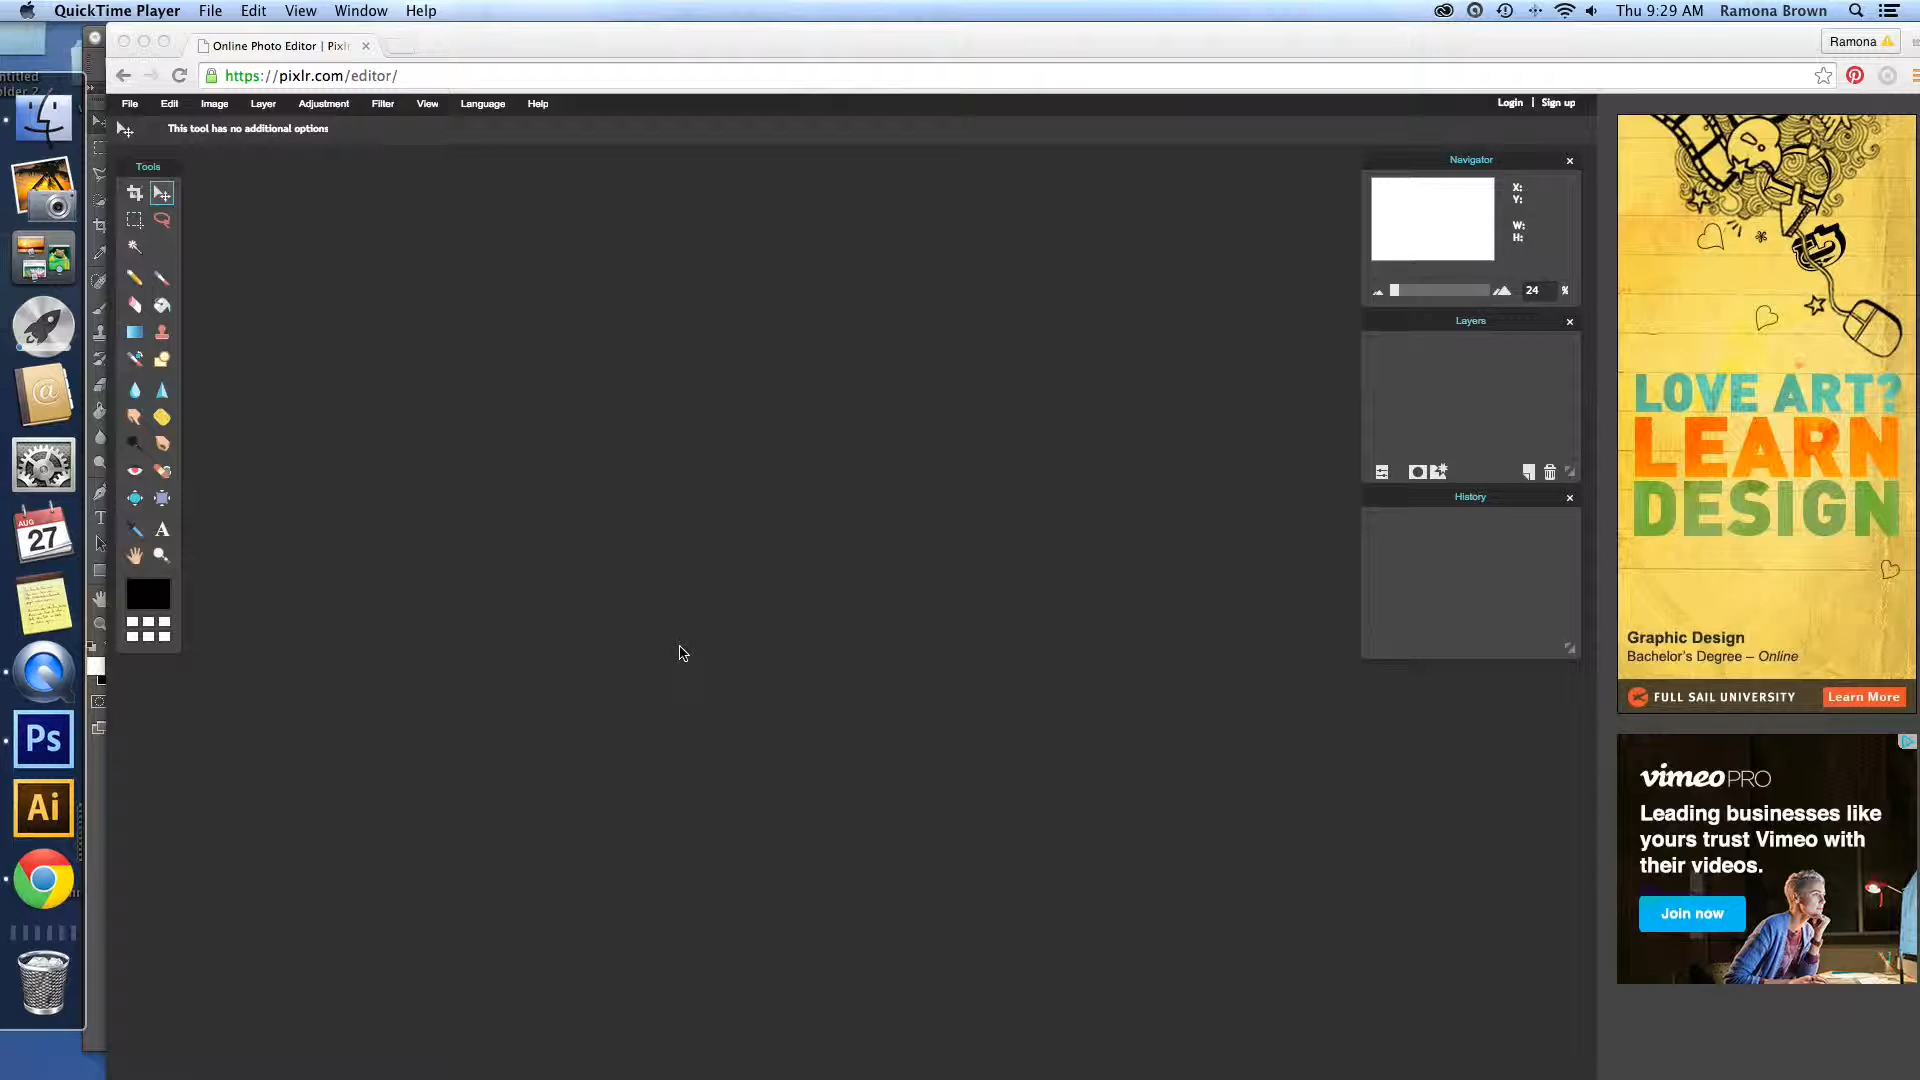 QuickTime Player File Edit View Window Help
Thu 9:29 AM Ramona Brown
Online Photo Editor | Pixlr
Ramona
https://pixlr.com/editor/
File Edit Image Layer Adjustment Filter View Language Help
Login | Sign up
This tool has no additional options
Tools
A
Navigator
X:
Y:
W:
H:
24 %
Layers
History
LOVE ART?
LEARN
DESIGN
Graphic Design
Bachelor's Degree – Online
FULL SAIL UNIVERSITY
Learn More
vimeo PRO
Leading businesses like
yours trust Vimeo with
their videos.
Join now
AUG
27
Ps
Ai